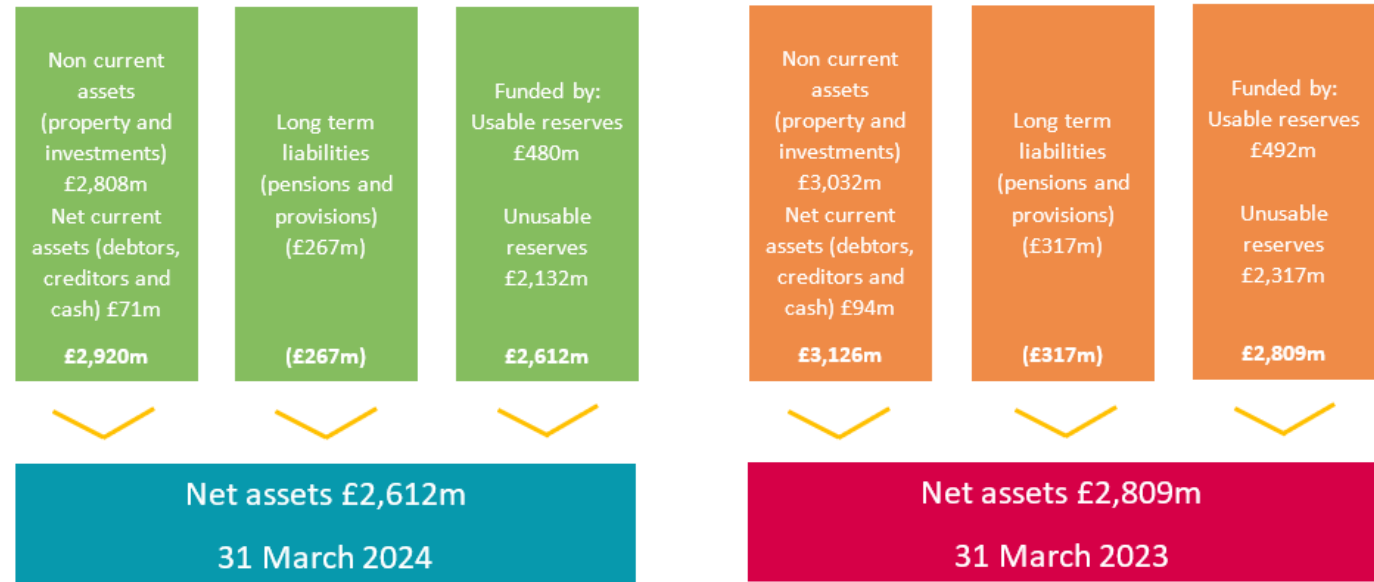 Non current
assets
(property and
investments)
£2,808m
Net current
assets (debtors,
creditors and
cash) £71m
£2,920m
Long term
liabilities
(pensions and
provisions)
(£267m)
(£267m)
Funded by:
Usable reserves
£480m
Unusable
reserves
£2,132m
£2,612m
Net assets £2,612m
31 March 2024
Non current
assets
(property and
investments)
£3,032m
Net current
assets (debtors,
creditors and
cash) £94m
£3,126m
Long term
liabilities
(pensions and
provisions)
(£317m)
(£317m)
Funded by:
Usable reserves
£492m
Unusable
reserves
£2,317m
£2,809m
Net assets £2,809m
31 March 2023